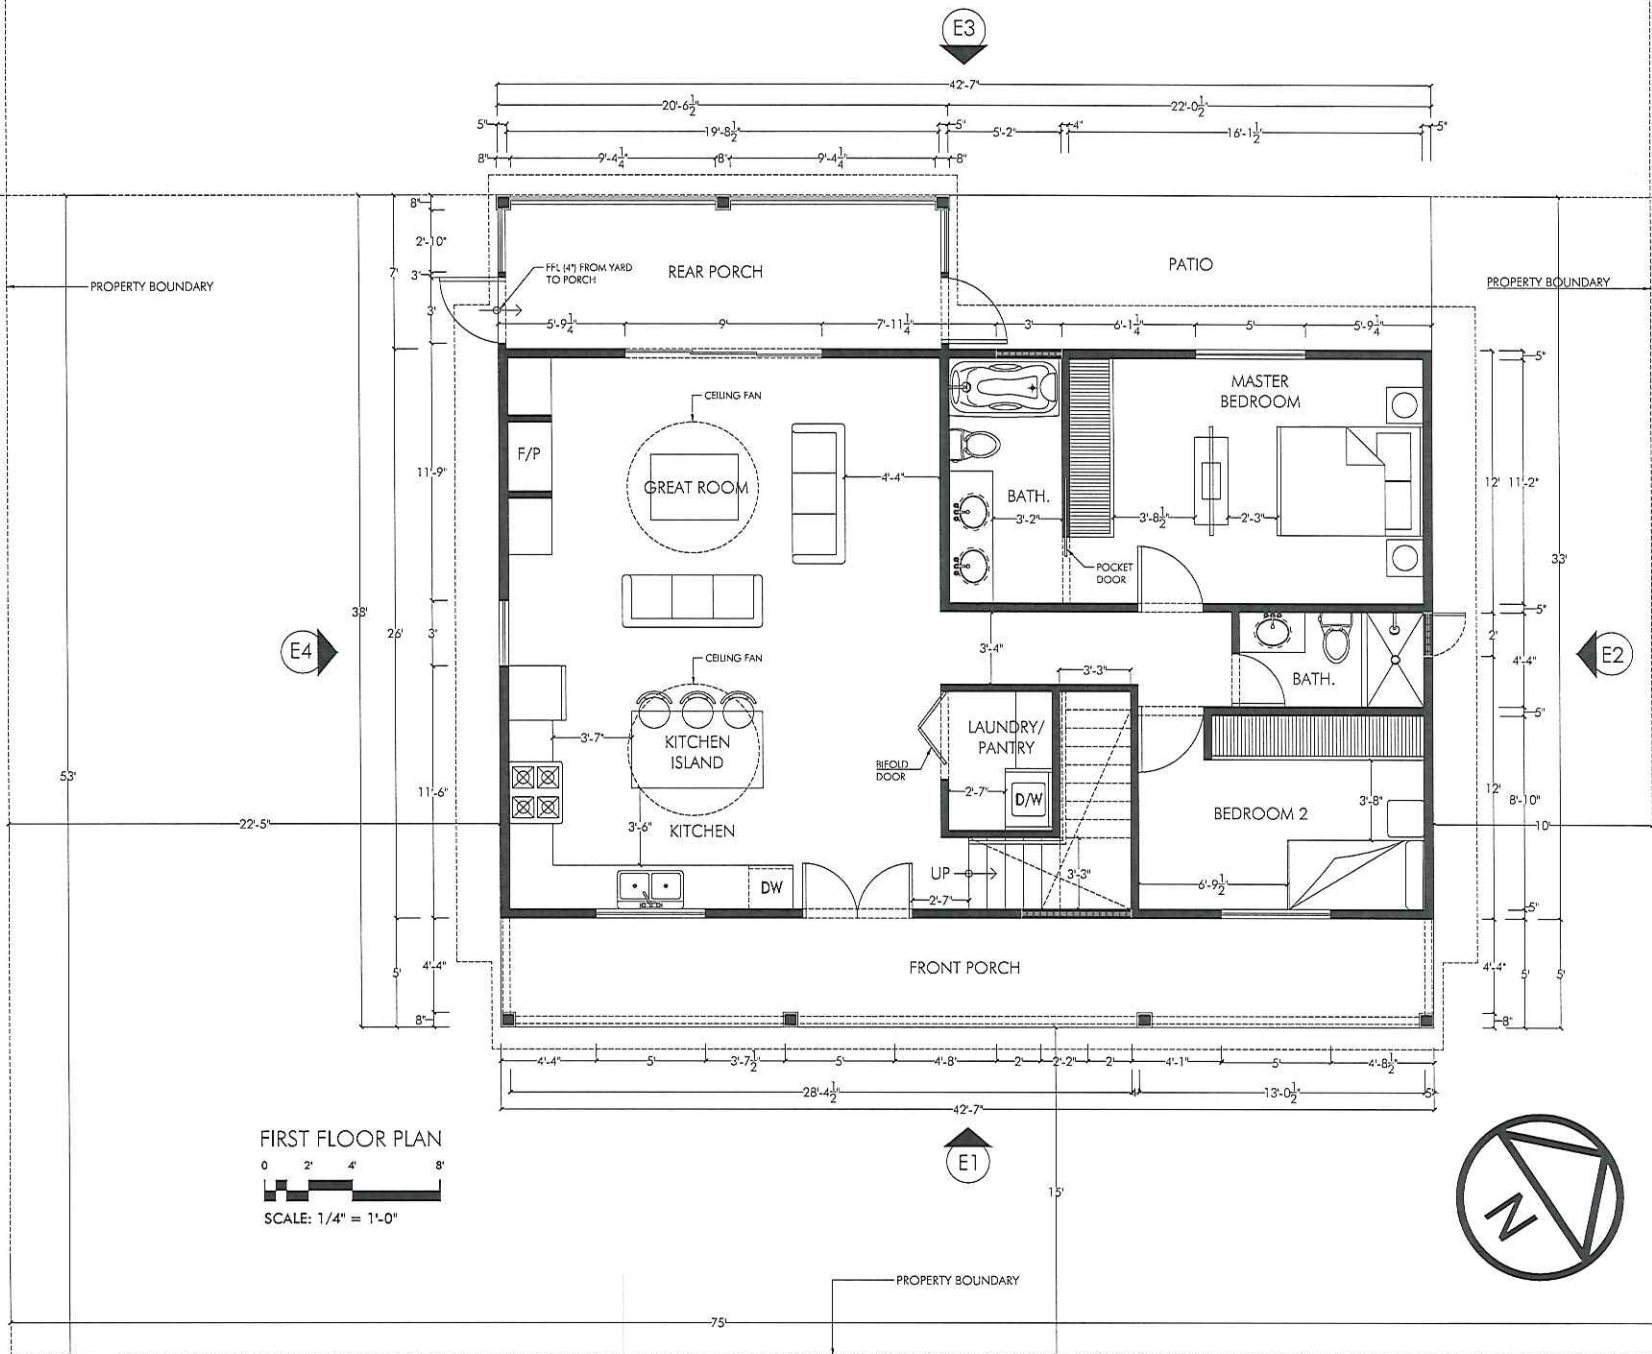 E3
42'-7"
20'-6 1/2"
22'-0 1/2"
5"
19'-8 1/2"
5"
5'-2"
4"
16'-1 1/2"
5"
8"
9'-4 1/4"
8"
9'-4 1/4"
8"
8"
2'-10"
7'
3"
3'
FFL (4") FROM YARD
TO PORCH
REAR PORCH
PATIO
PROPERTY BOUNDARY
PROPERTY BOUNDARY
5'-9 1/4"
9'
7'-11 1/4"
3'
6'-1 1/4"
5'
5'-9 1/4"
5"
CEILING FAN
MASTER
BEDROOM
F/P
11'-9"
GREAT ROOM
4'-4"
BATH.
3'-2"
3'-8 1/2"
2'-3"
12'
11'-2"
33'
POCKET
DOOR
38'
26'
3'
5"
2'
E4
CEILING FAN
3'-4"
3'-3"
BATH.
4'-4"
E2
5"
3'-7"
KITCHEN
ISLAND
LAUNDRY/
PANTRY
BIFOLD
DOOR
53'
11'-6"
2'-7"
D/W
3'-8"
12'
8'-10"
22'-5"
3'-6"
KITCHEN
BEDROOM 2
10'
UP
3'-3"
DW
2'-7"
6'-9 1/2"
5"
4'-4"
5'
FRONT PORCH
4'-4"
5'
5'
8"
8"
4'-4"
5'
3'-7 1/2"
5'
4'-8"
2'
2'-2"
2'
4'-1"
5'
4'-8 1/2"
28'-4 1/2"
13'-0 1/2"
5"
42'-7"
FIRST FLOOR PLAN
0 2' 4' 8'
SCALE: 1/4" = 1'-0"
E1
15'
N
PROPERTY BOUNDARY
75'